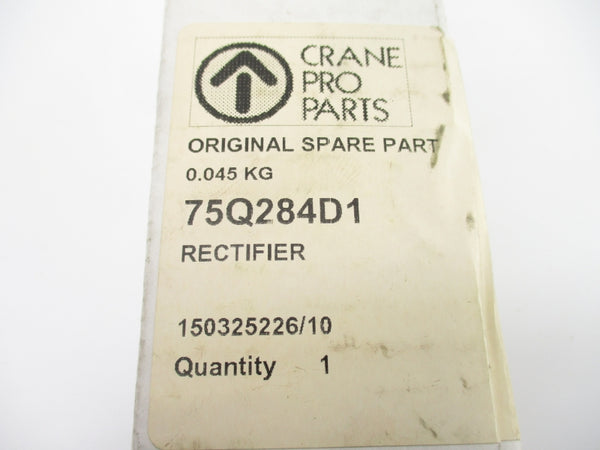 CRANE
PRO
PARTS
ORIGINAL SPARE PART
0.045 KG
75Q284D1
RECTIFIER
150325226/10
Quantity 1